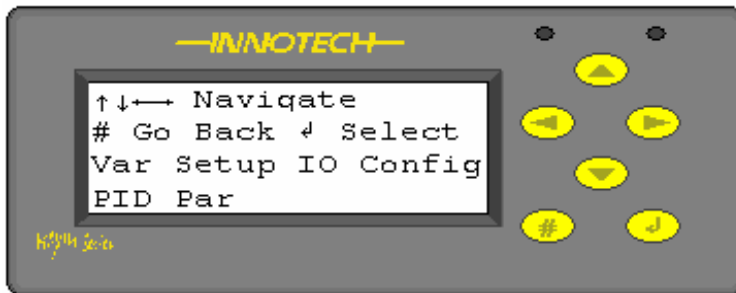 INNOTECH
↑↓←→ Navigate
# Go Back ↲ Select
Var Setup IO Config
PID Par
#